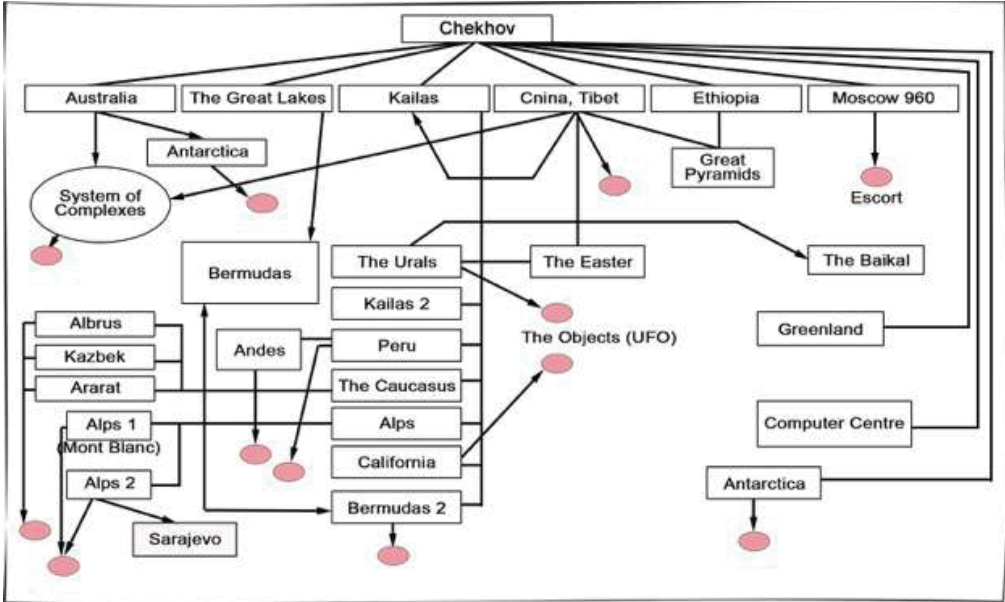 Chekhov
Australia
The Great Lakes
Kailas
Cnina, Tibet
Ethiopia
Moscow 960
Antarctica
Great
Pyramids
System of
Complexes
Escort
Bermudas
The Urals
The Easter
The Baikal
Kailas 2
Albrus
Greenland
Andes
Peru
The Objects (UFO)
Kazbek
Ararat
The Caucasus
Alps 1
(Mont Blanc)
Alps
Computer Centre
California
Alps 2
Antarctica
Bermudas 2
Sarajevo